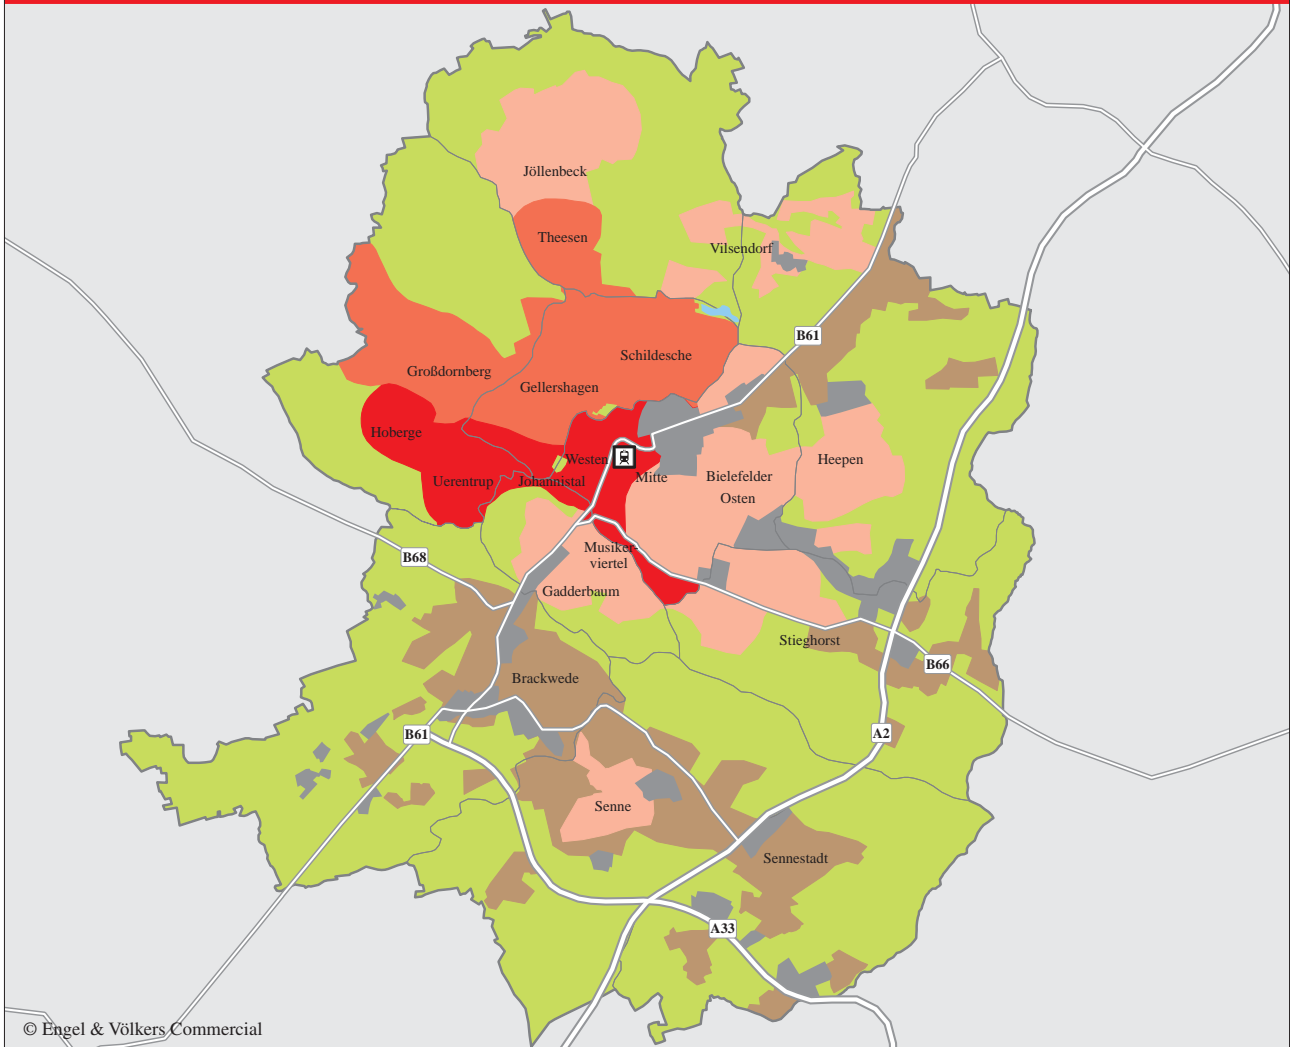 Jöllenbeck
Theesen
Vilsendorf
B61
Schildesche
Großdornberg
Gellershagen
Hoberge
Westen
Heepen
Uerentrup
Johannistal
Mitte
Bielefelder
Osten
Musiker-
viertel
B68
Gadderbaum
Stieghorst
B66
Brackwede
B61
A2
Senne
Sennestadt
A33
© Engel & Völkers Commercial